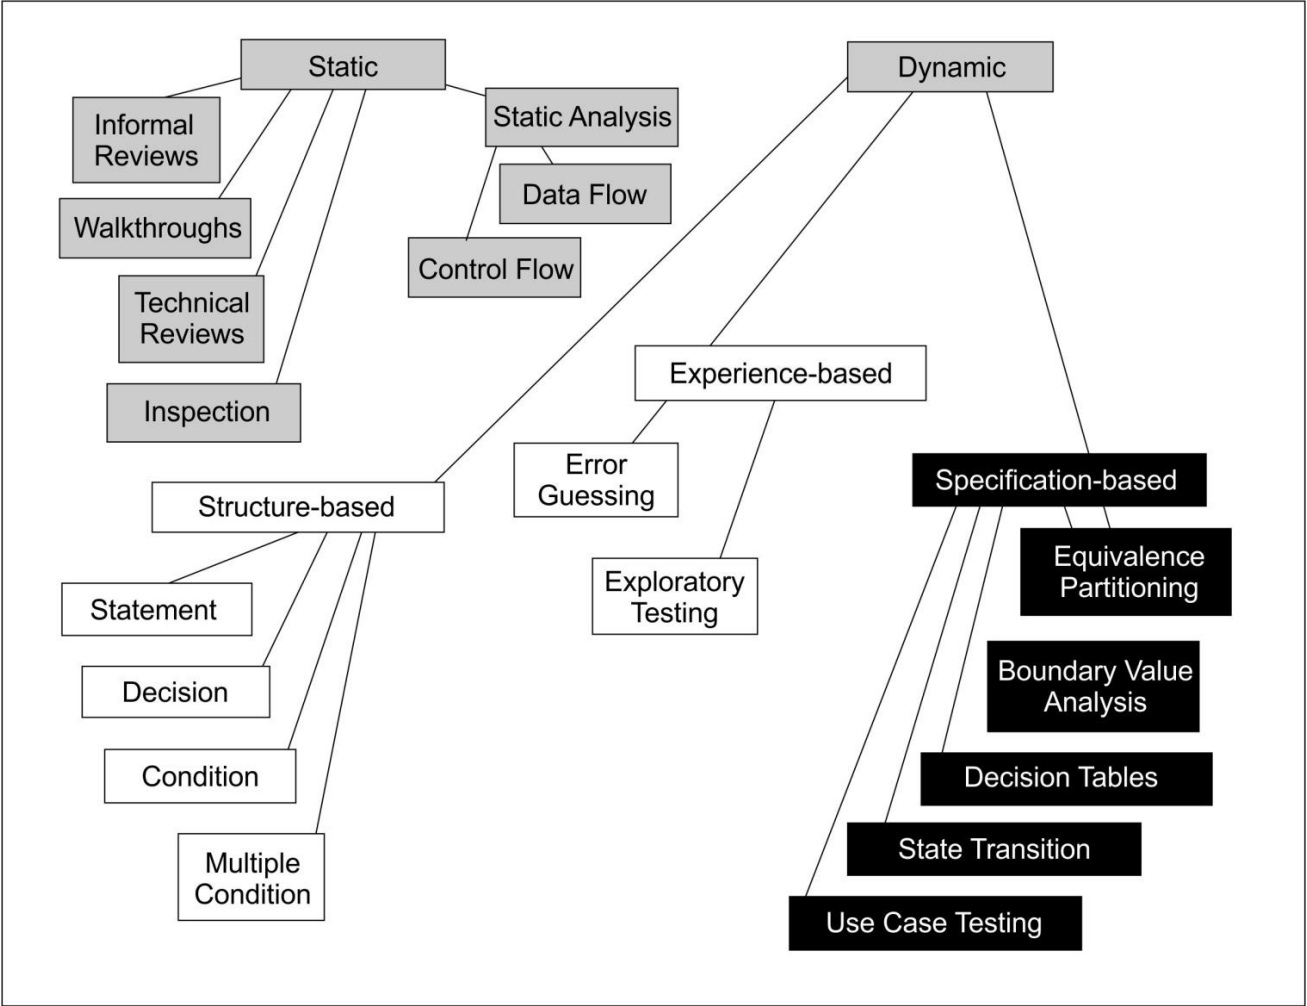 Static
Informal
Reviews
Walkthroughs
Technical
Reviews
Inspection
Static Analysis
Data Flow
Control Flow
Dynamic
Structure-based
Statement
Decision
Condition
Multiple
Condition
Experience-based
Error
Guessing
Exploratory
Testing
Specification-based
Equivalence
Partitioning
Boundary Value
Analysis
Decision Tables
State Transition
Use Case Testing